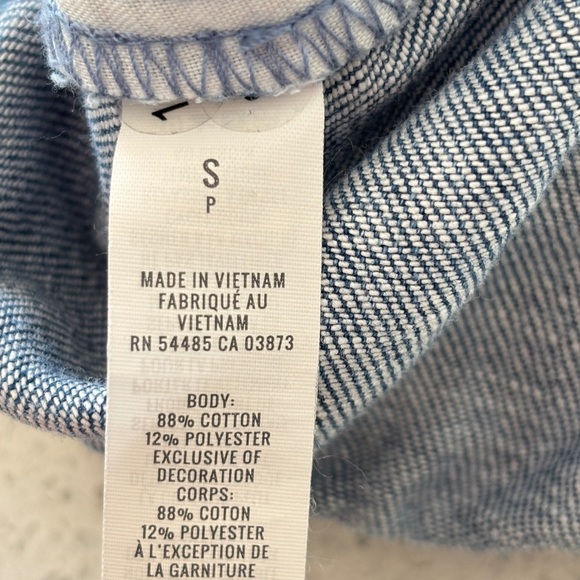 1
S
P
MADE IN VIETNAM
FABRIQUÉ AU
VIETNAM
RN 54485 CA 03873
BODY:
88% COTTON
12% POLYESTER
EXCLUSIVE OF
DECORATION
CORPS:
88% COTON
12% POLYESTER
À L'EXCEPTION DE
LA GARNITURE